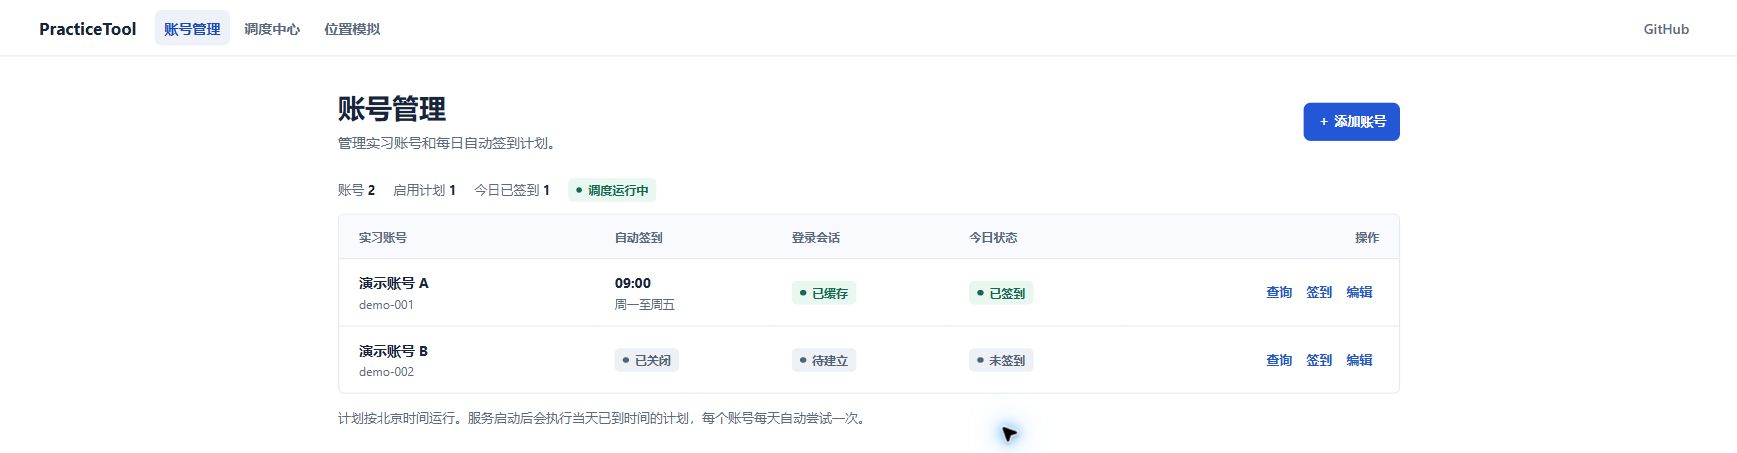 PracticeTool 账号管理 调度中心 位置模拟 GitHub
账号管理
+ 添加账号
管理实习账号和每日自动签到计划。
账号 2 启用计划 1 今日已签到 1 调度运行中
实习账号 自动签到 登录会话 今日状态 操作
演示账号 A 09:00 已缓存 已签到 查询 签到 编辑
demo-001 周一至周五
演示账号 B 已关闭 待建立 未签到 查询 签到 编辑
demo-002
计划按北京时间运行。服务启动后会执行当天已到时间的计划，每个账号每天自动尝试一次。